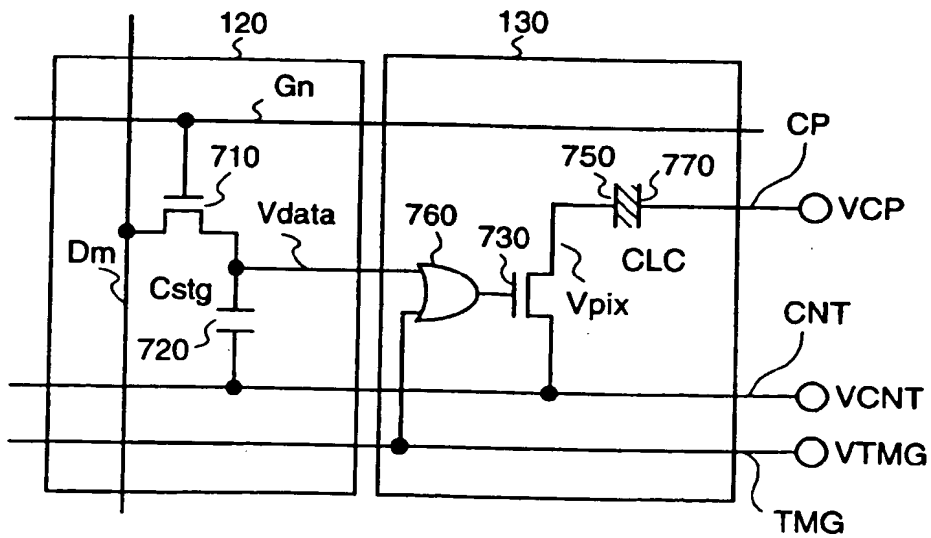 120
130
Gn
CP
710
750
770
Vdata
760
730
VCP
Dm
Cstg
CLC
Vpix
720
CNT
VCNT
VTMG
TMG